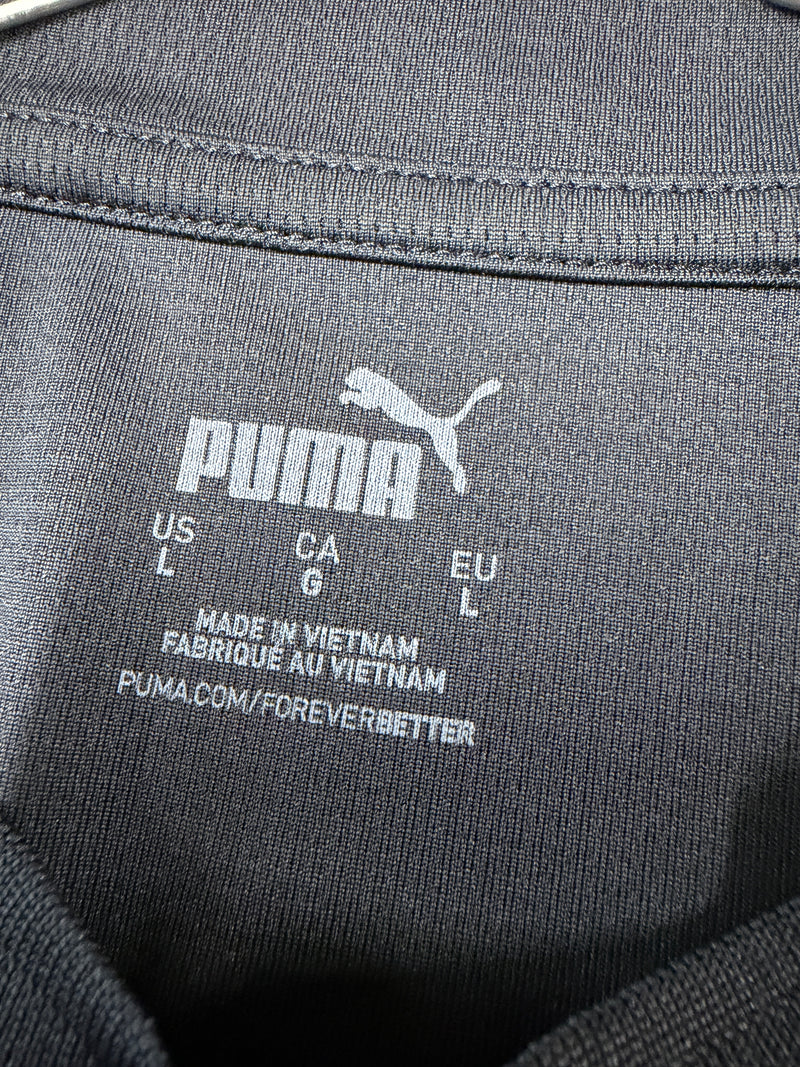 PUMA
US CA EU
L G L
MADE IN VIETNAM
FABRIQUÉ AU VIETNAM
PUMA.COM/FOREVERBETTER